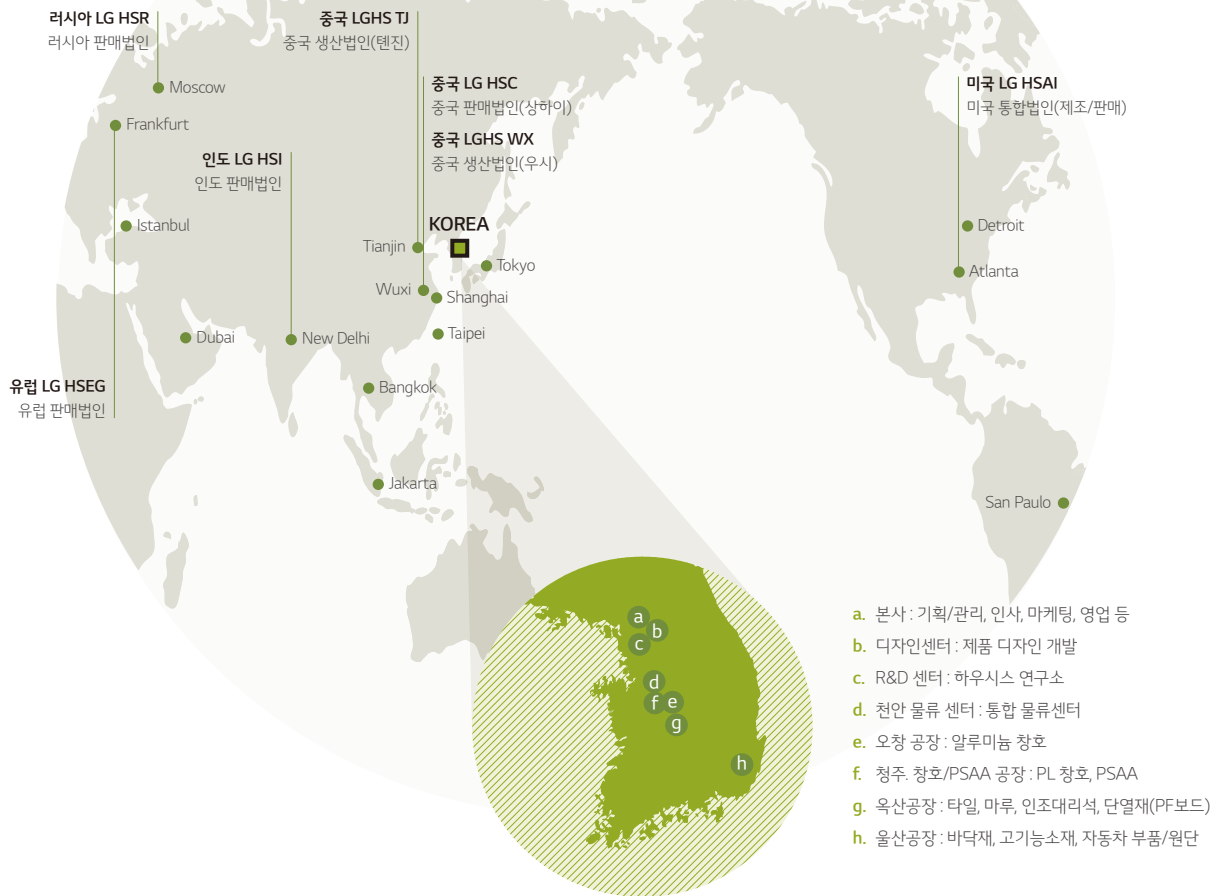 러시아 LG HSR
러시아 판매법인
중국 LGHS TJ
중국 생산법인(톈진)
중국 LG HSC
중국 판매법인(상하이)
중국 LGHS WX
중국 생산법인(우시)
미국 LG HSAI
미국 통합법인(제조/판매)
Moscow
Frankfurt
인도 LG HSI
인도 판매법인
Istanbul
KOREA
Tianjin
Tokyo
Detroit
Atlanta
Wuxi
Shanghai
Dubai
New Delhi
Taipei
유럽 LG HSEG
유럽 판매법인
Bangkok
Jakarta
San Paulo
a
b
c
d
e
f
g
h
a. 본사 : 기획/관리, 인사, 마케팅, 영업 등
b. 디자인센터 : 제품 디자인 개발
c. R&D 센터 : 하우시스 연구소
d. 천안 물류 센터 : 통합 물류센터
e. 오창 공장 : 알루미늄 창호
f. 청주. 창호/PSAA 공장 : PL 창호, PSAA
g. 옥산공장 : 타일, 마루, 인조대리석, 단열재(PF보드)
h. 울산공장 : 바닥재, 고기능소재, 자동차 부품/원단